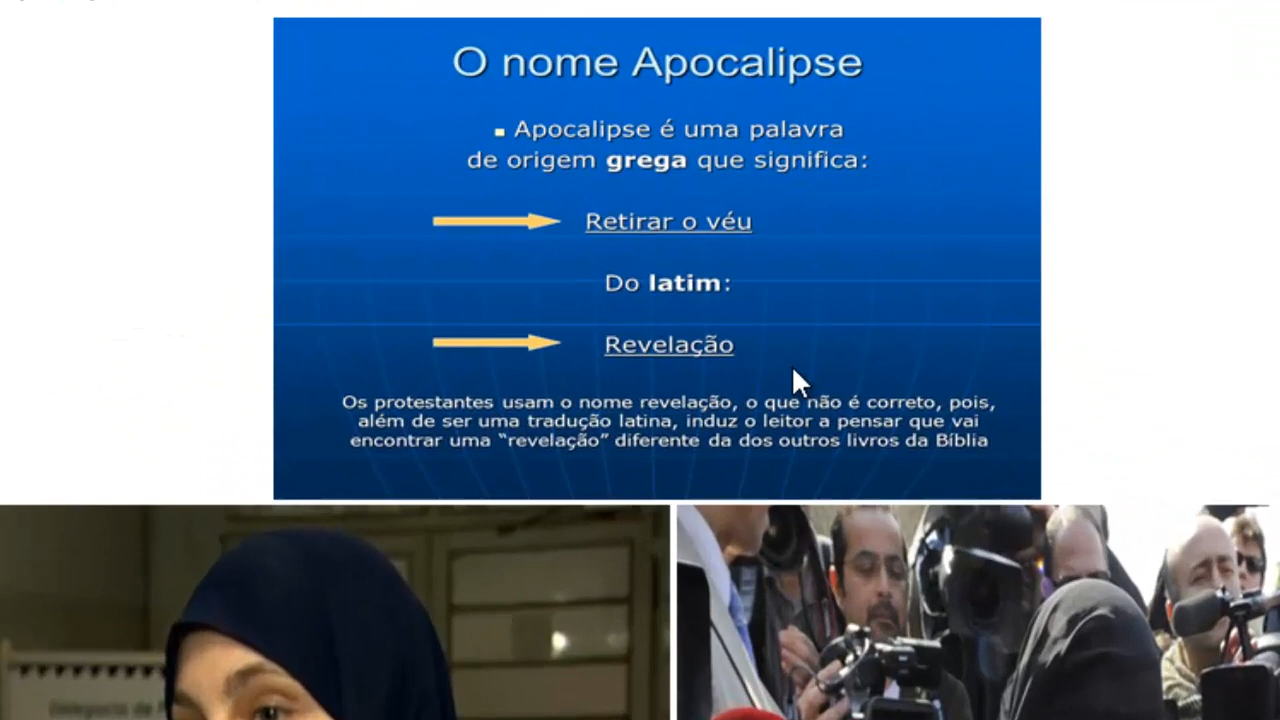 O nome Apocalipse
▪ Apocalipse é uma palavra
de origem grega que significa:
Retirar o véu
Do latim:
Revelação
Os protestantes usam o nome revelação, o que não é correto, pois,
além de ser uma tradução latina, induz o leitor a pensar que vai
encontrar uma “revelação” diferente da dos outros livros da Bíblia